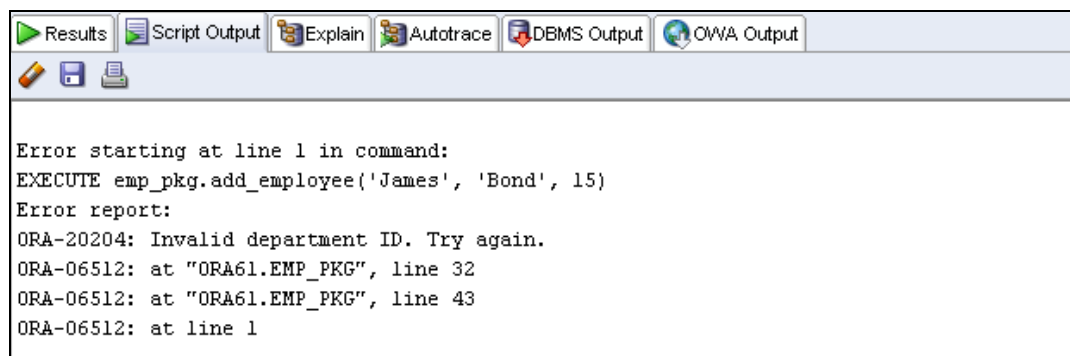 Results Script Output Explain Autotrace DBMS Output OWA Output
Error starting at line 1 in command:
EXECUTE emp_pkg.add_employee('James', 'Bond', 15)
Error report:
ORA-20204: Invalid department ID. Try again.
ORA-06512: at "ORA61.EMP_PKG", line 32
ORA-06512: at "ORA61.EMP_PKG", line 43
ORA-06512: at line 1